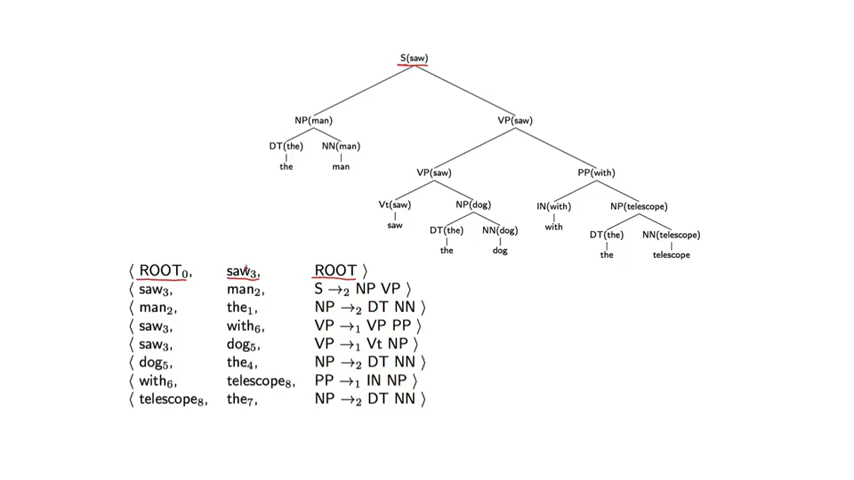 S(saw)
NP(man) VP(saw)
DT(the) NN(man)
the man
VP(saw) PP(with)
Vt(saw) NP(dog) IN(with) NP(telescope)
saw DT(the) NN(dog) with DT(the) NN(telescope)
the dog the telescope
⟨ ROOT₀, saw₃, ROOT ⟩
⟨ saw₃, man₂, S →₂ NP VP ⟩
⟨ man₂, the₁, NP →₂ DT NN ⟩
⟨ saw₃, with₆, VP →₁ VP PP ⟩
⟨ saw₃, dog₅, VP →₁ Vt NP ⟩
⟨ dog₅, the₄, NP →₂ DT NN ⟩
⟨ with₆, telescope₈, PP →₁ IN NP ⟩
⟨ telescope₈, the₇, NP →₂ DT NN ⟩